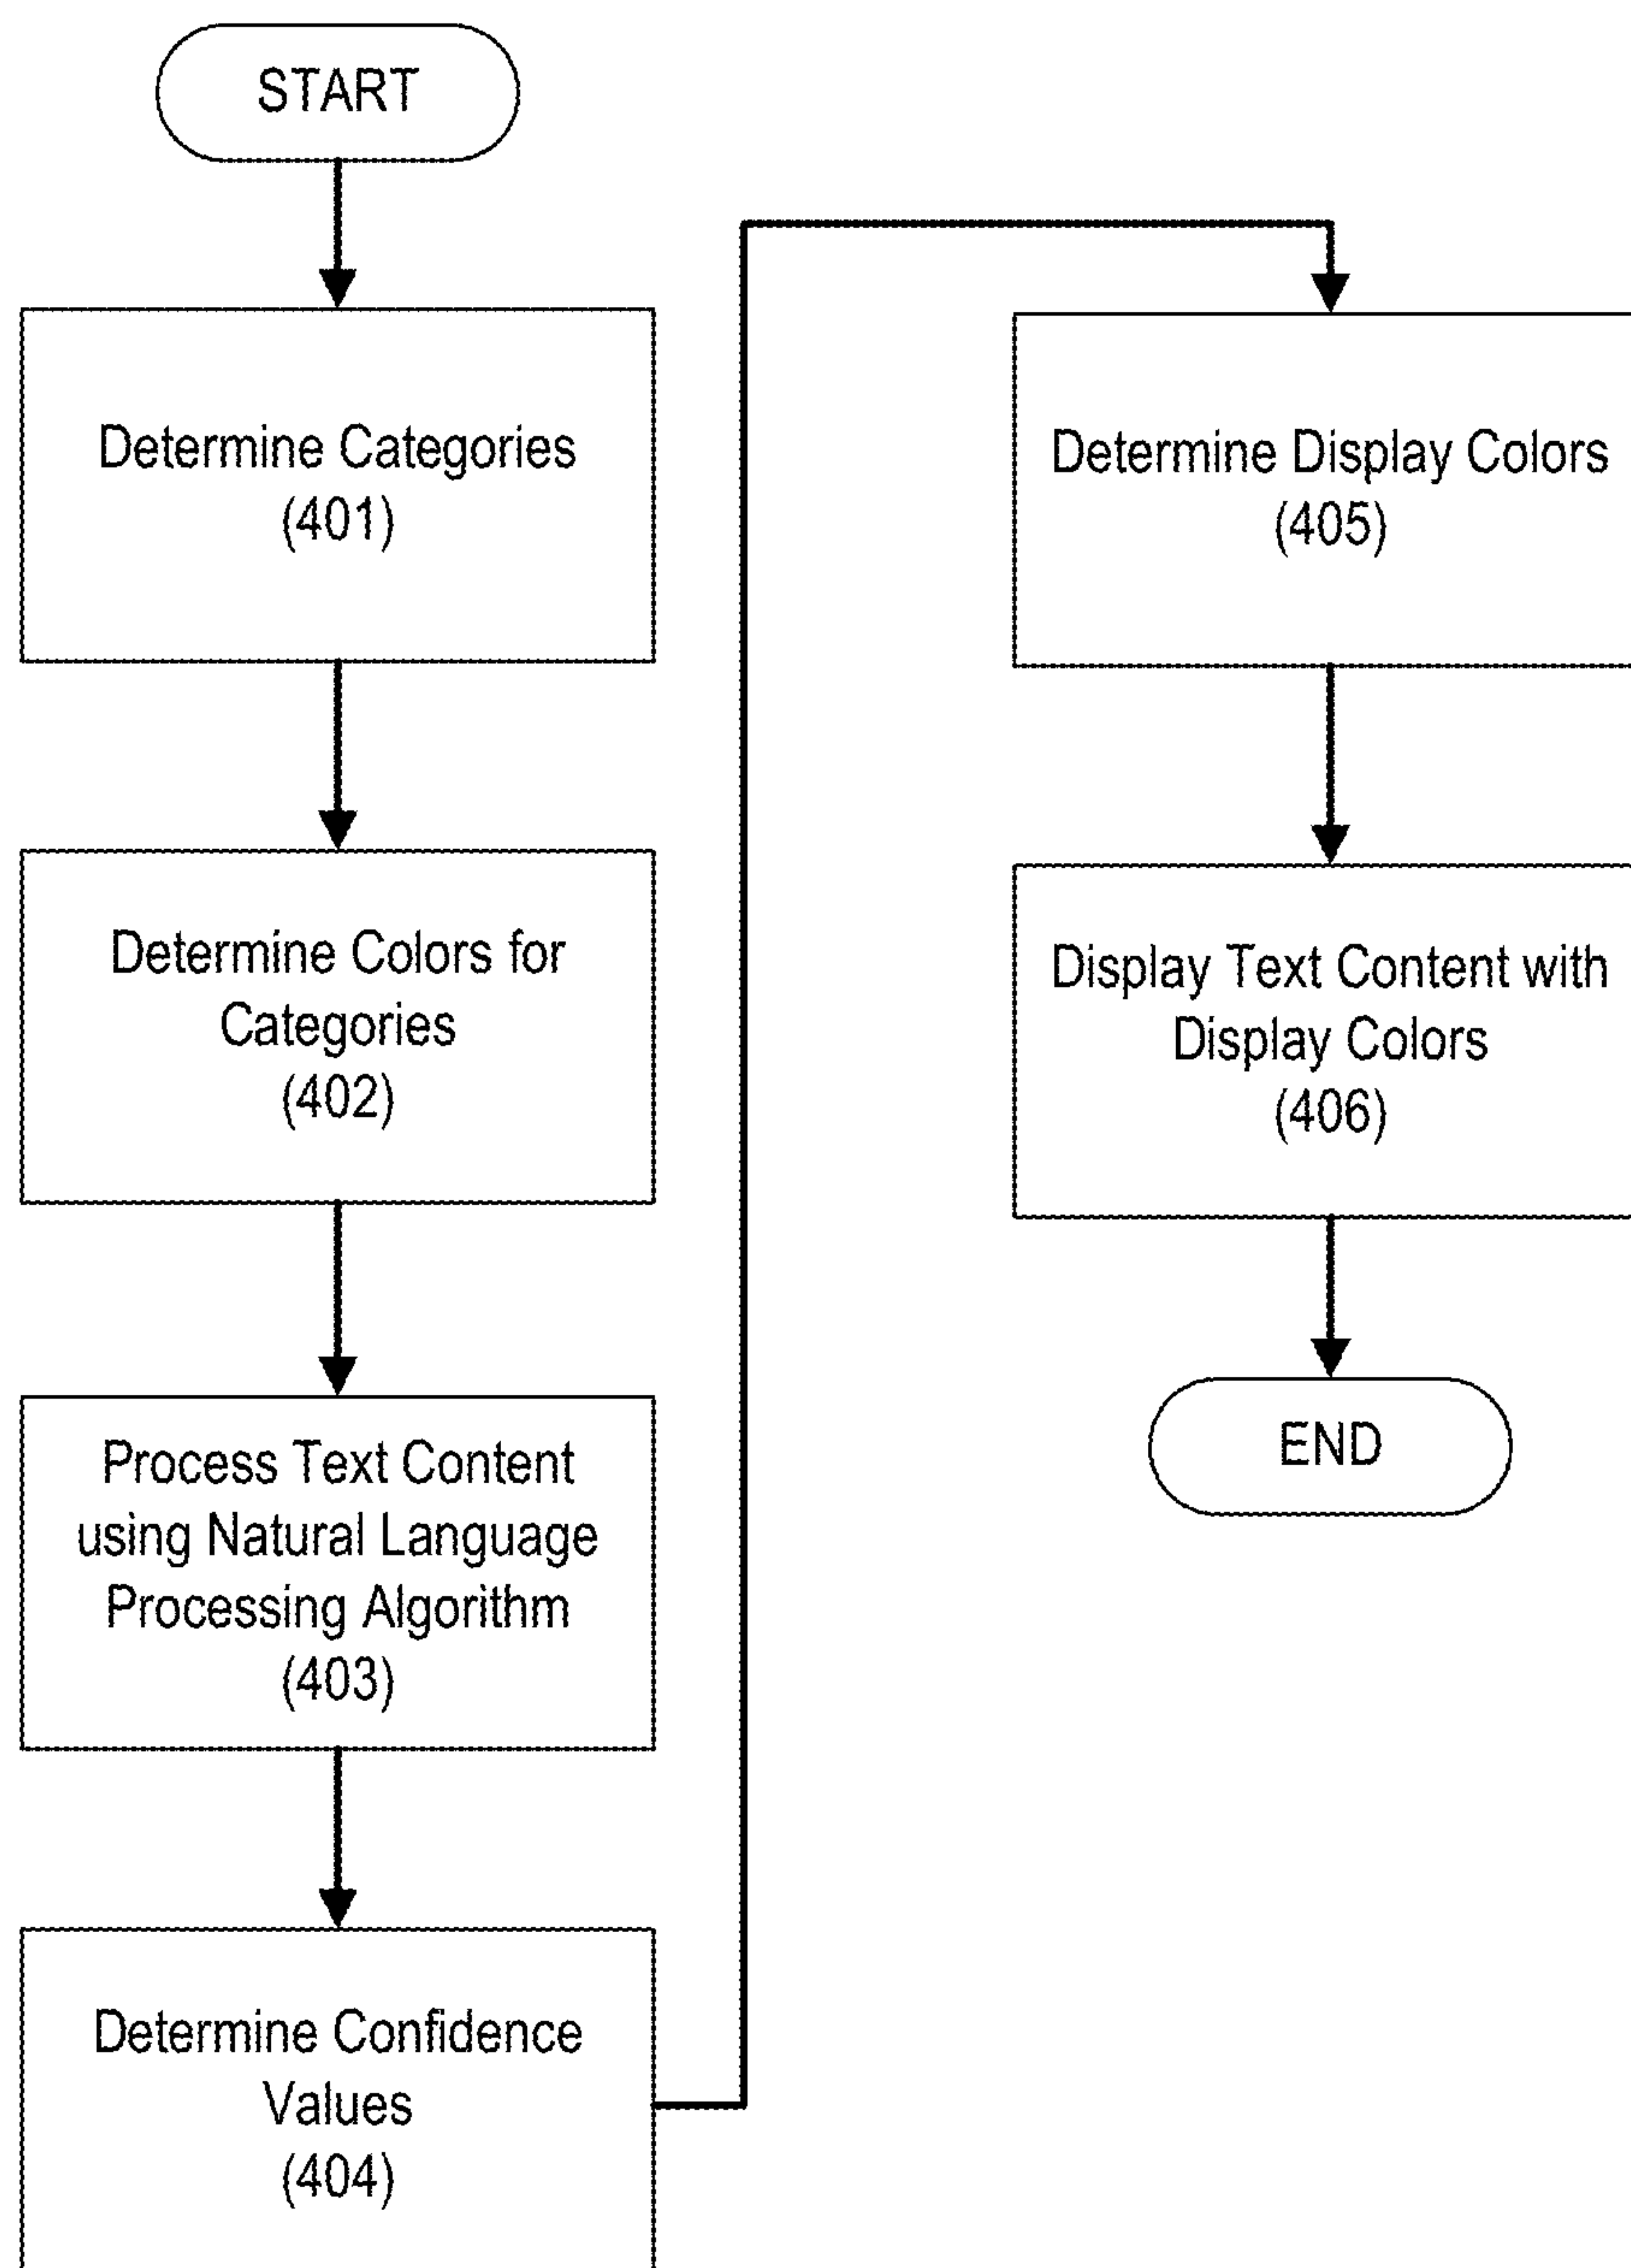 START
Determine Categories
(401)
Determine Colors for
Categories
(402)
Process Text Content
using Natural Language
Processing Algorithm
(403)
Determine Confidence
Values
(404)
Determine Display Colors
(405)
Display Text Content with
Display Colors
(406)
END